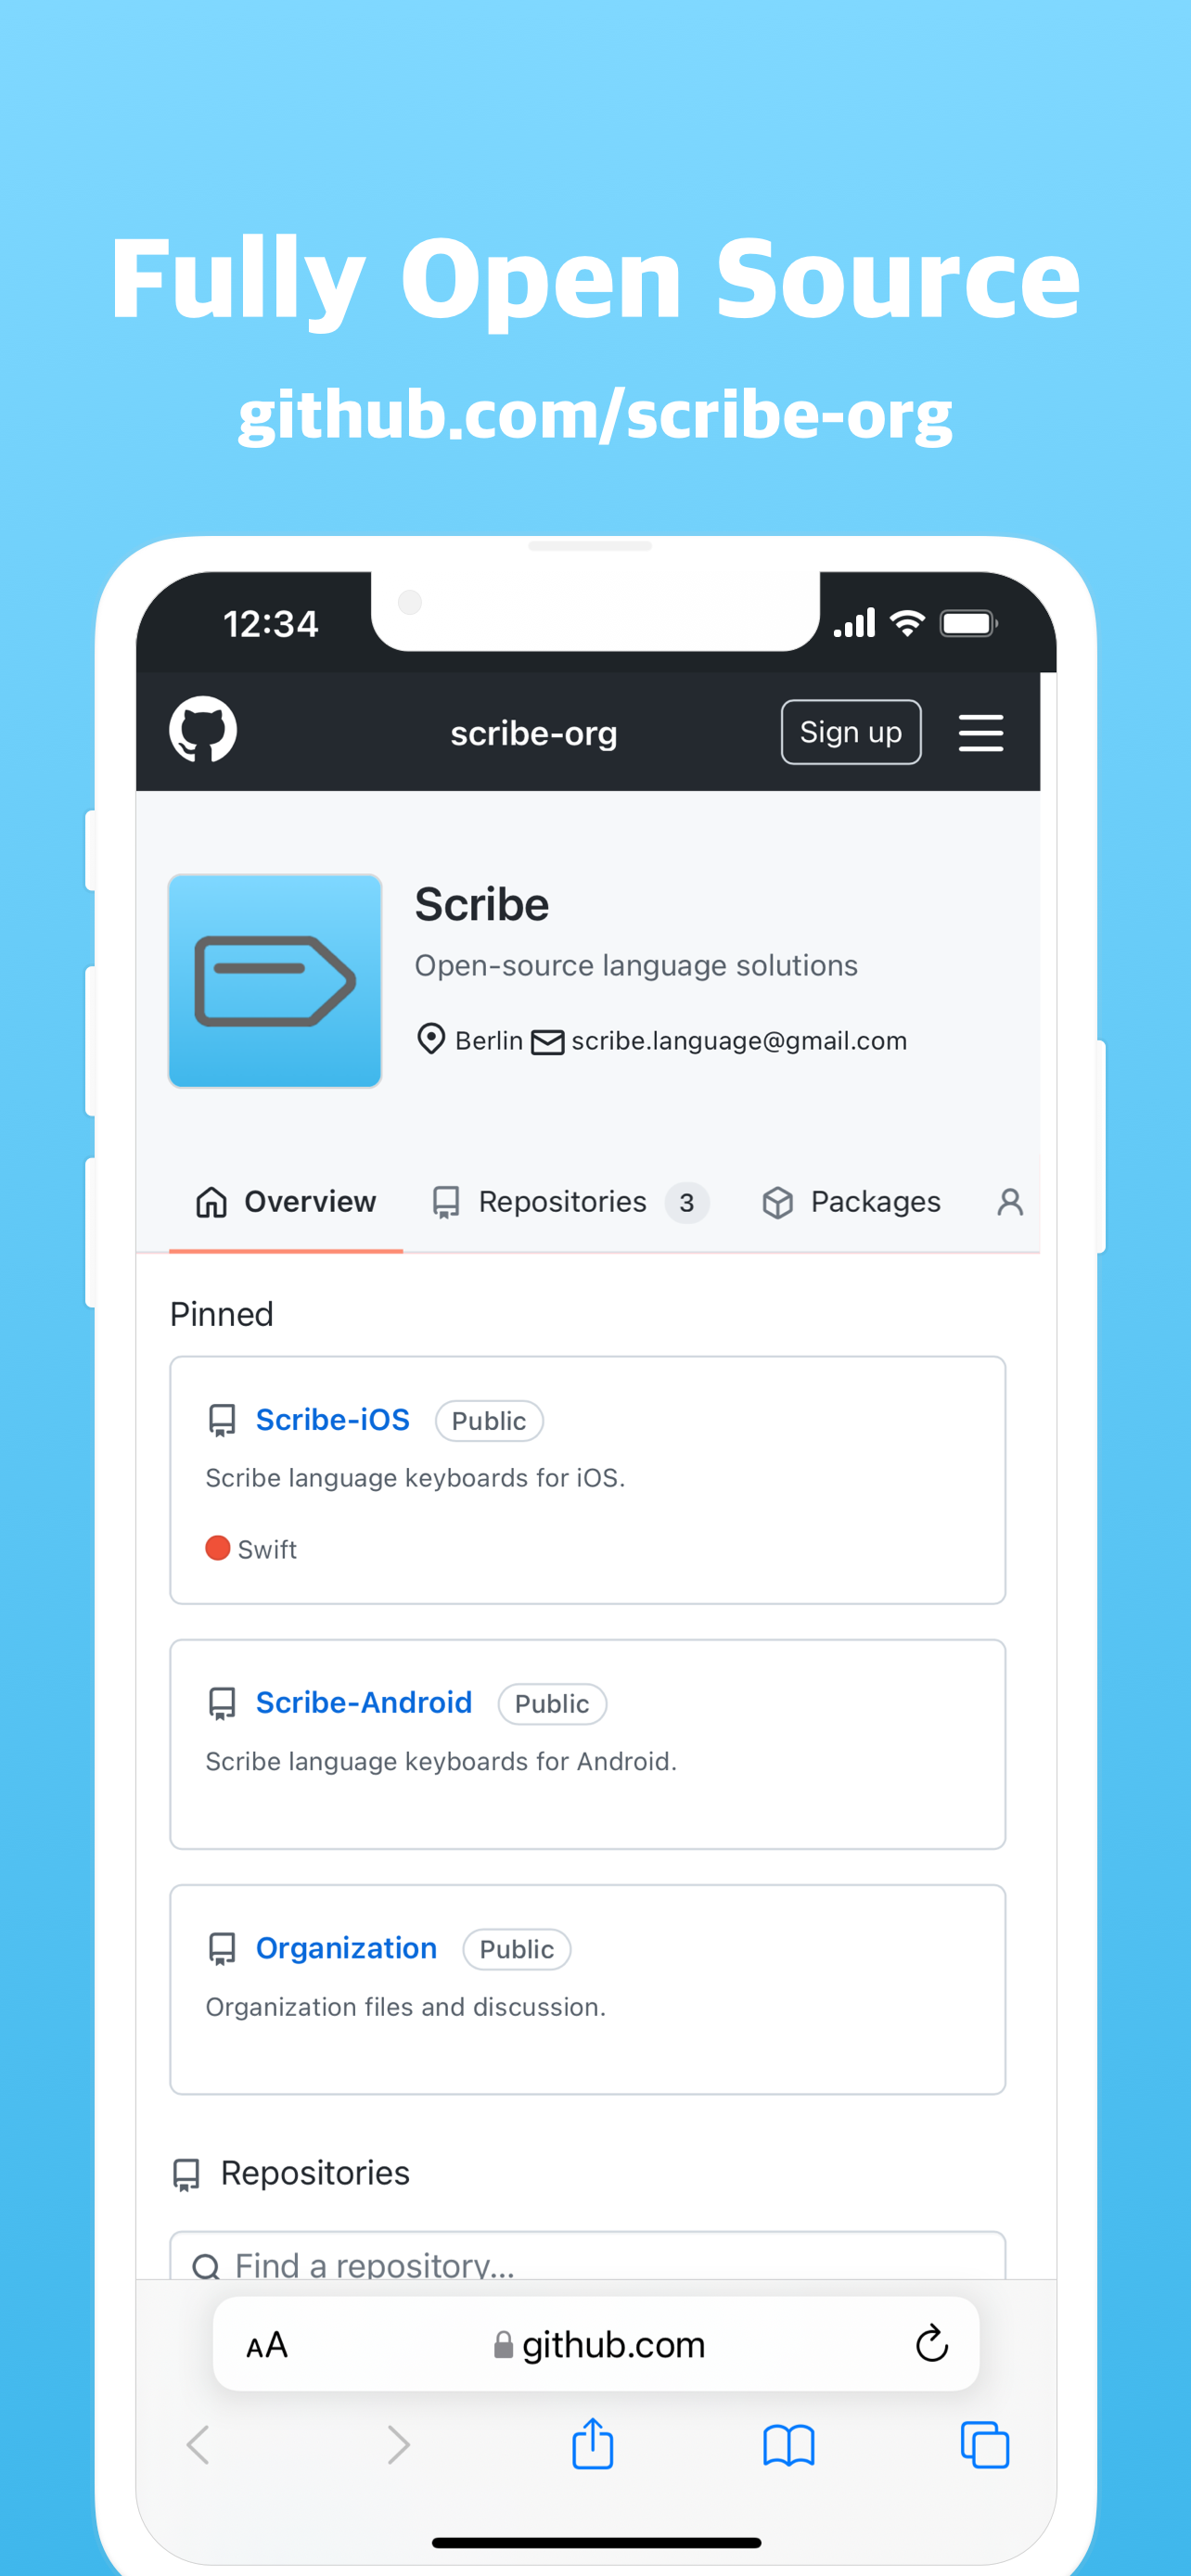 Fully Open Source
github.com/scribe-org
12:34
scribe-org
Sign up
Scribe
Open-source language solutions
Berlin scribe.language@gmail.com
Overview Repositories 3 Packages
Pinned
Scribe-iOS Public
Scribe language keyboards for iOS.
Swift
Scribe-Android Public
Scribe language keyboards for Android.
Organization Public
Organization files and discussion.
Repositories
Find a repository...
AA github.com